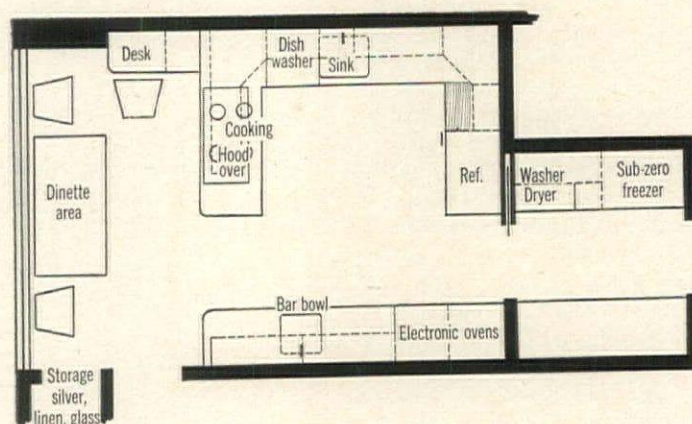 Desk
Dish
washer
Sink
Cooking
Hood
over
Ref.
Washer
Dryer
Sub-zero
freezer
Dinette
area
Bar bowl
Electronic ovens
Storage
silver,
linen, glass